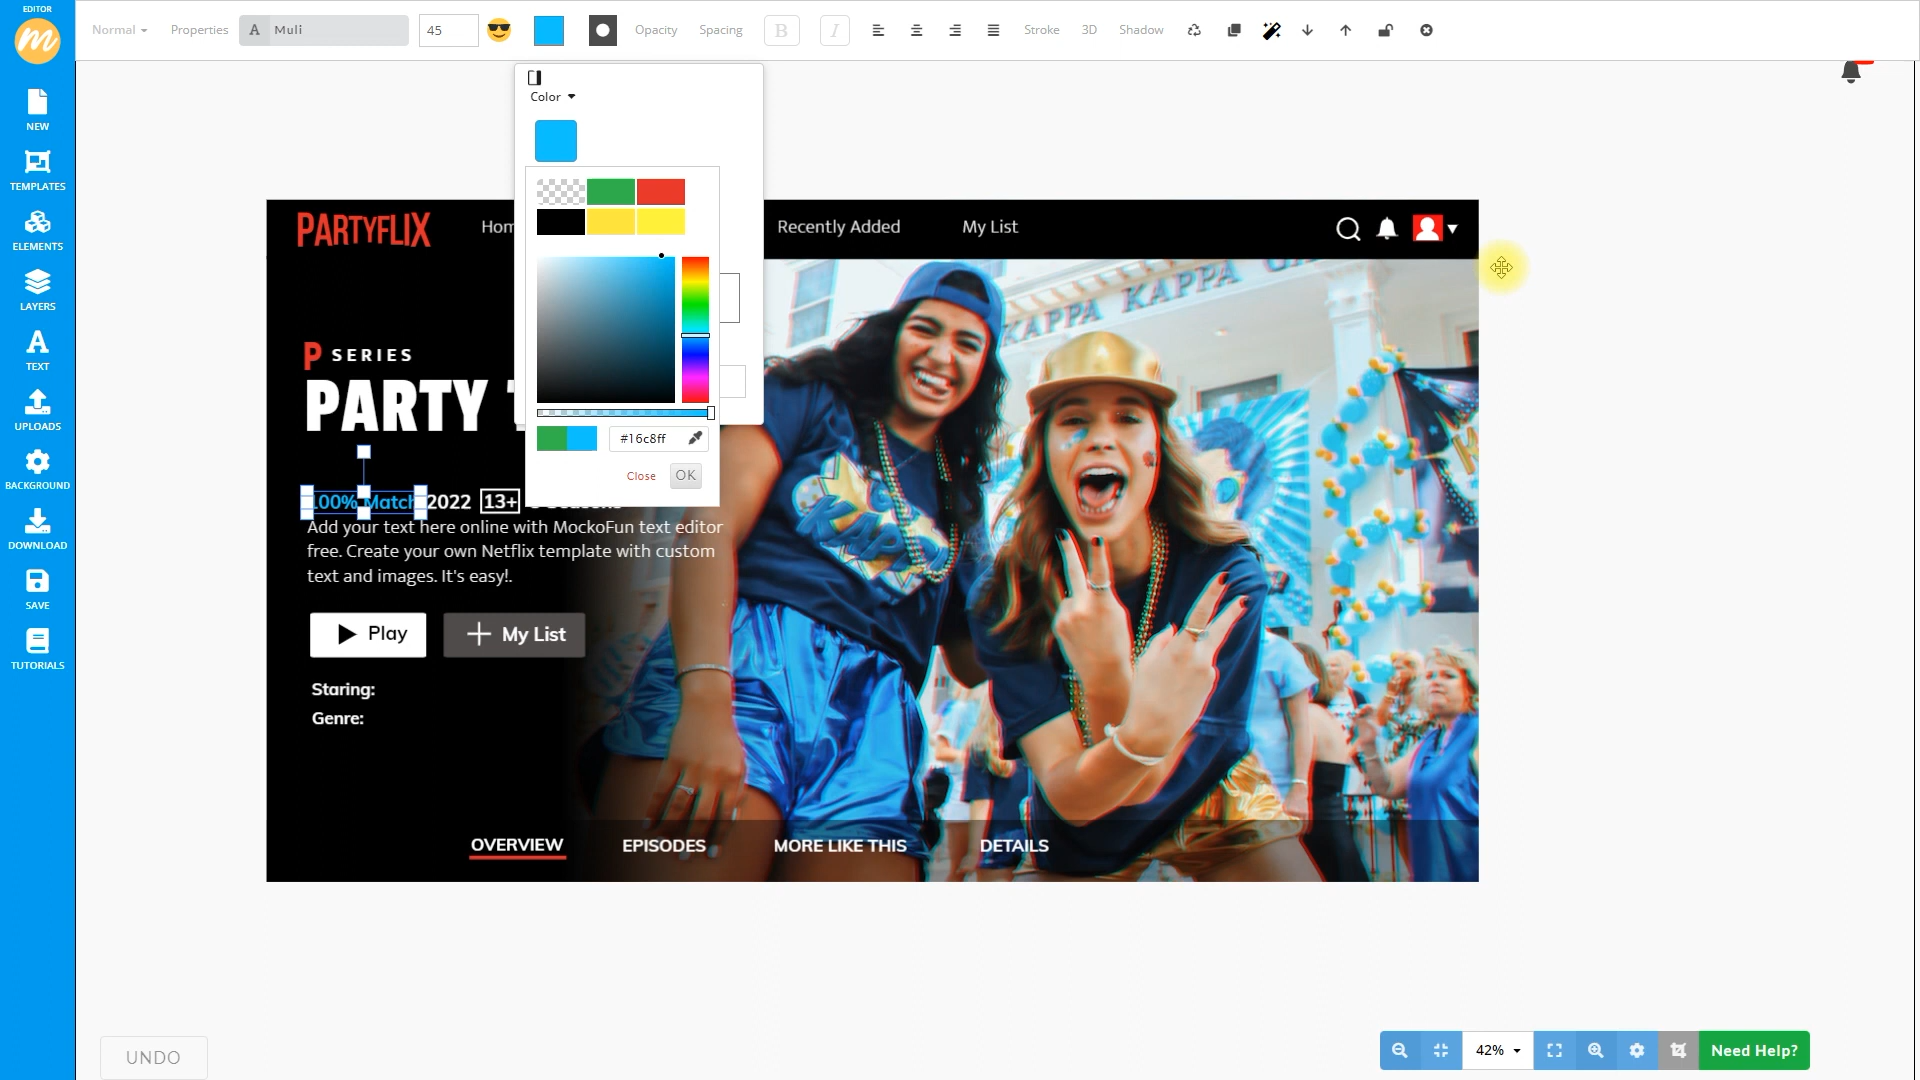 EDITOR
m
NEW
TEMPLATES
ELEMENTS
LAYERS
A
TEXT
UPLOADS
BACKGROUND
DOWNLOAD
SAVE
TUTORIALS
Normal
Properties
A Muli
45
Opacity
Spacing
B
I
Stroke
3D
Shadow
Color
#16c8ff
Close
OK
PARTYFLIX
Hom
Recently Added
My List
P SERIES
PARTY
100% Match 2022 13+
Add your text here online with MockoFun text editor
free. Create your own Netflix template with custom
text and images. It's easy!.
Play
My List
Staring:
Genre:
KAPPA KAPPA
OVERVIEW
EPISODES
MORE LIKE THIS
DETAILS
UNDO
42%
Need Help?